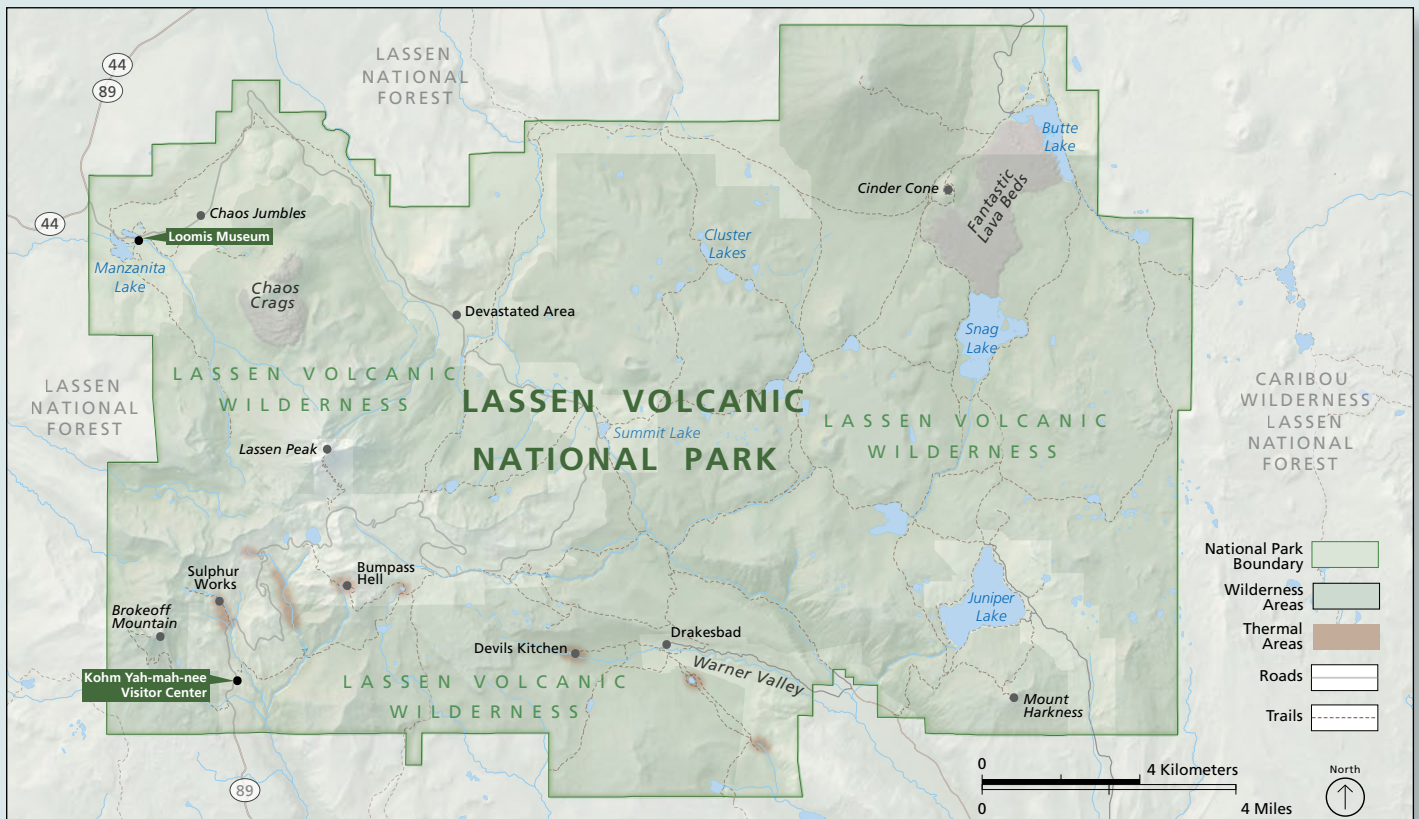 44
89
44
LASSEN
NATIONAL
FOREST
Butte
Lake
Cinder Cone
Fantastic
Lava Beds
Chaos Jumbles
Loomis Museum
Manzanita
Lake
Cluster
Lakes
Chaos
Crags
Devastated Area
Snag
Lake
LASSEN VOLCANIC
WILDERNESS
LASSEN
NATIONAL
FOREST
LASSEN VOLCANIC
NATIONAL PARK
Summit Lake
LASSEN VOLCANIC
WILDERNESS
CARIBOU
WILDERNESS
LASSEN
NATIONAL
FOREST
Lassen Peak
Sulphur
Works
Bumpass
Hell
Brokeoff
Mountain
Juniper
Lake
Devils Kitchen
Drakesbad
Warner Valley
Kohm Yah-mah-nee
Visitor Center
LASSEN VOLCANIC
WILDERNESS
Mount
Harkness
89
National Park
Boundary
Wilderness
Areas
Thermal
Areas
Roads
Trails
0
4 Kilometers
0
4 Miles
North